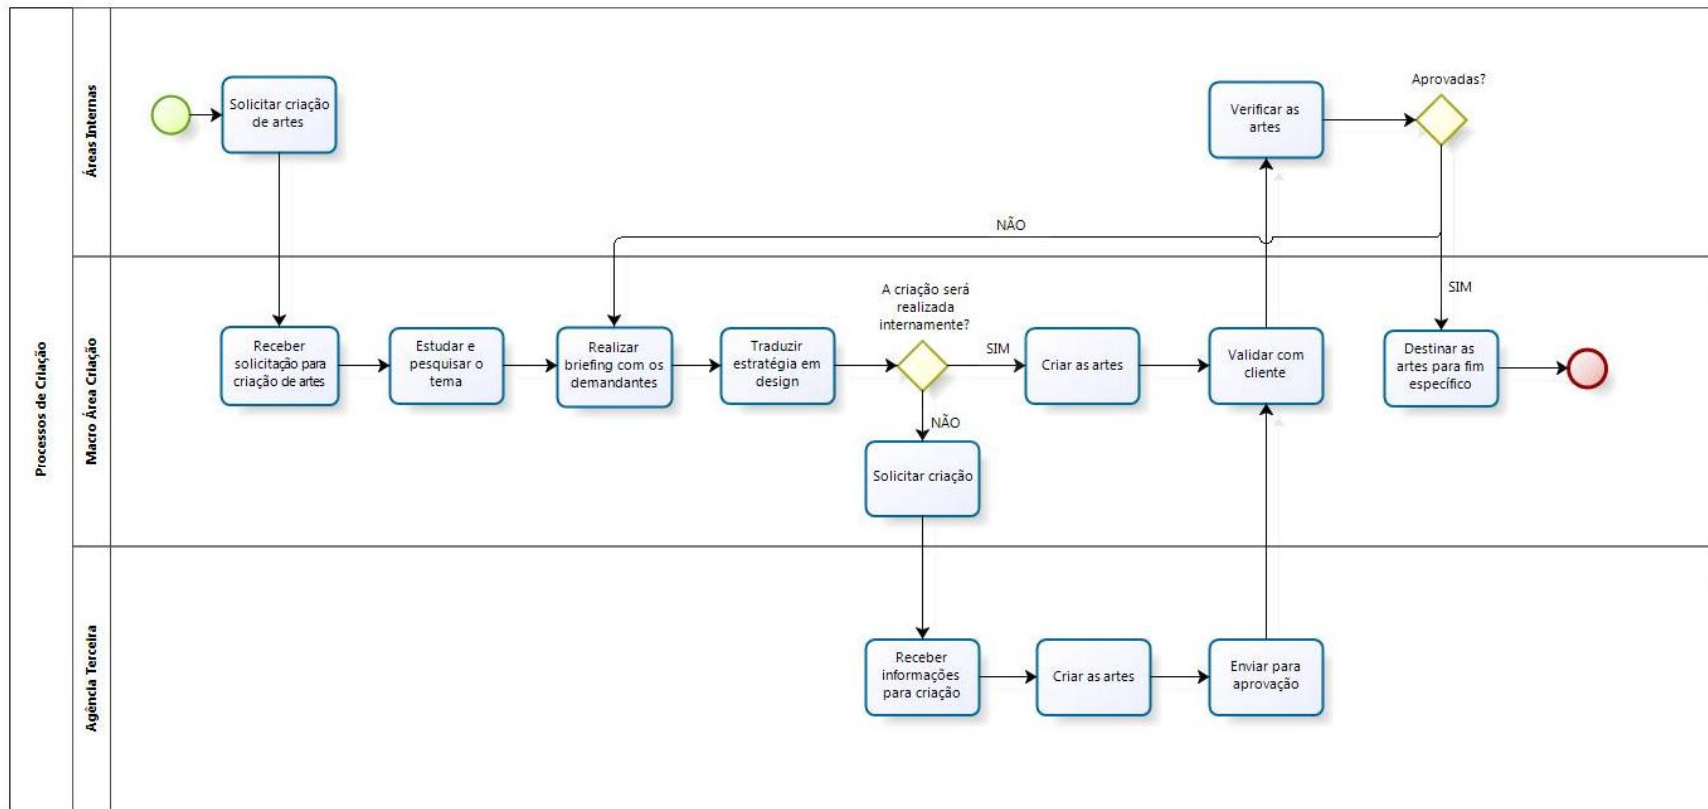 Processos de Criação
Áreas Internas
Solicitar criação
de artes
Verificar as
artes
Aprovadas?
NÃO
SIM
Macro Área Criação
Receber
solicitação para
criação de artes
Estudar e
pesquisar o
tema
Realizar
briefing com os
demandantes
Traduzir
estratégia em
design
A criação será
realizada
internamente?
SIM
NÃO
Criar as artes
Validar com
cliente
Destinar as
artes para fim
específico
Solicitar criação
Agência Terceira
Receber
informações
para criação
Criar as artes
Enviar para
aprovação